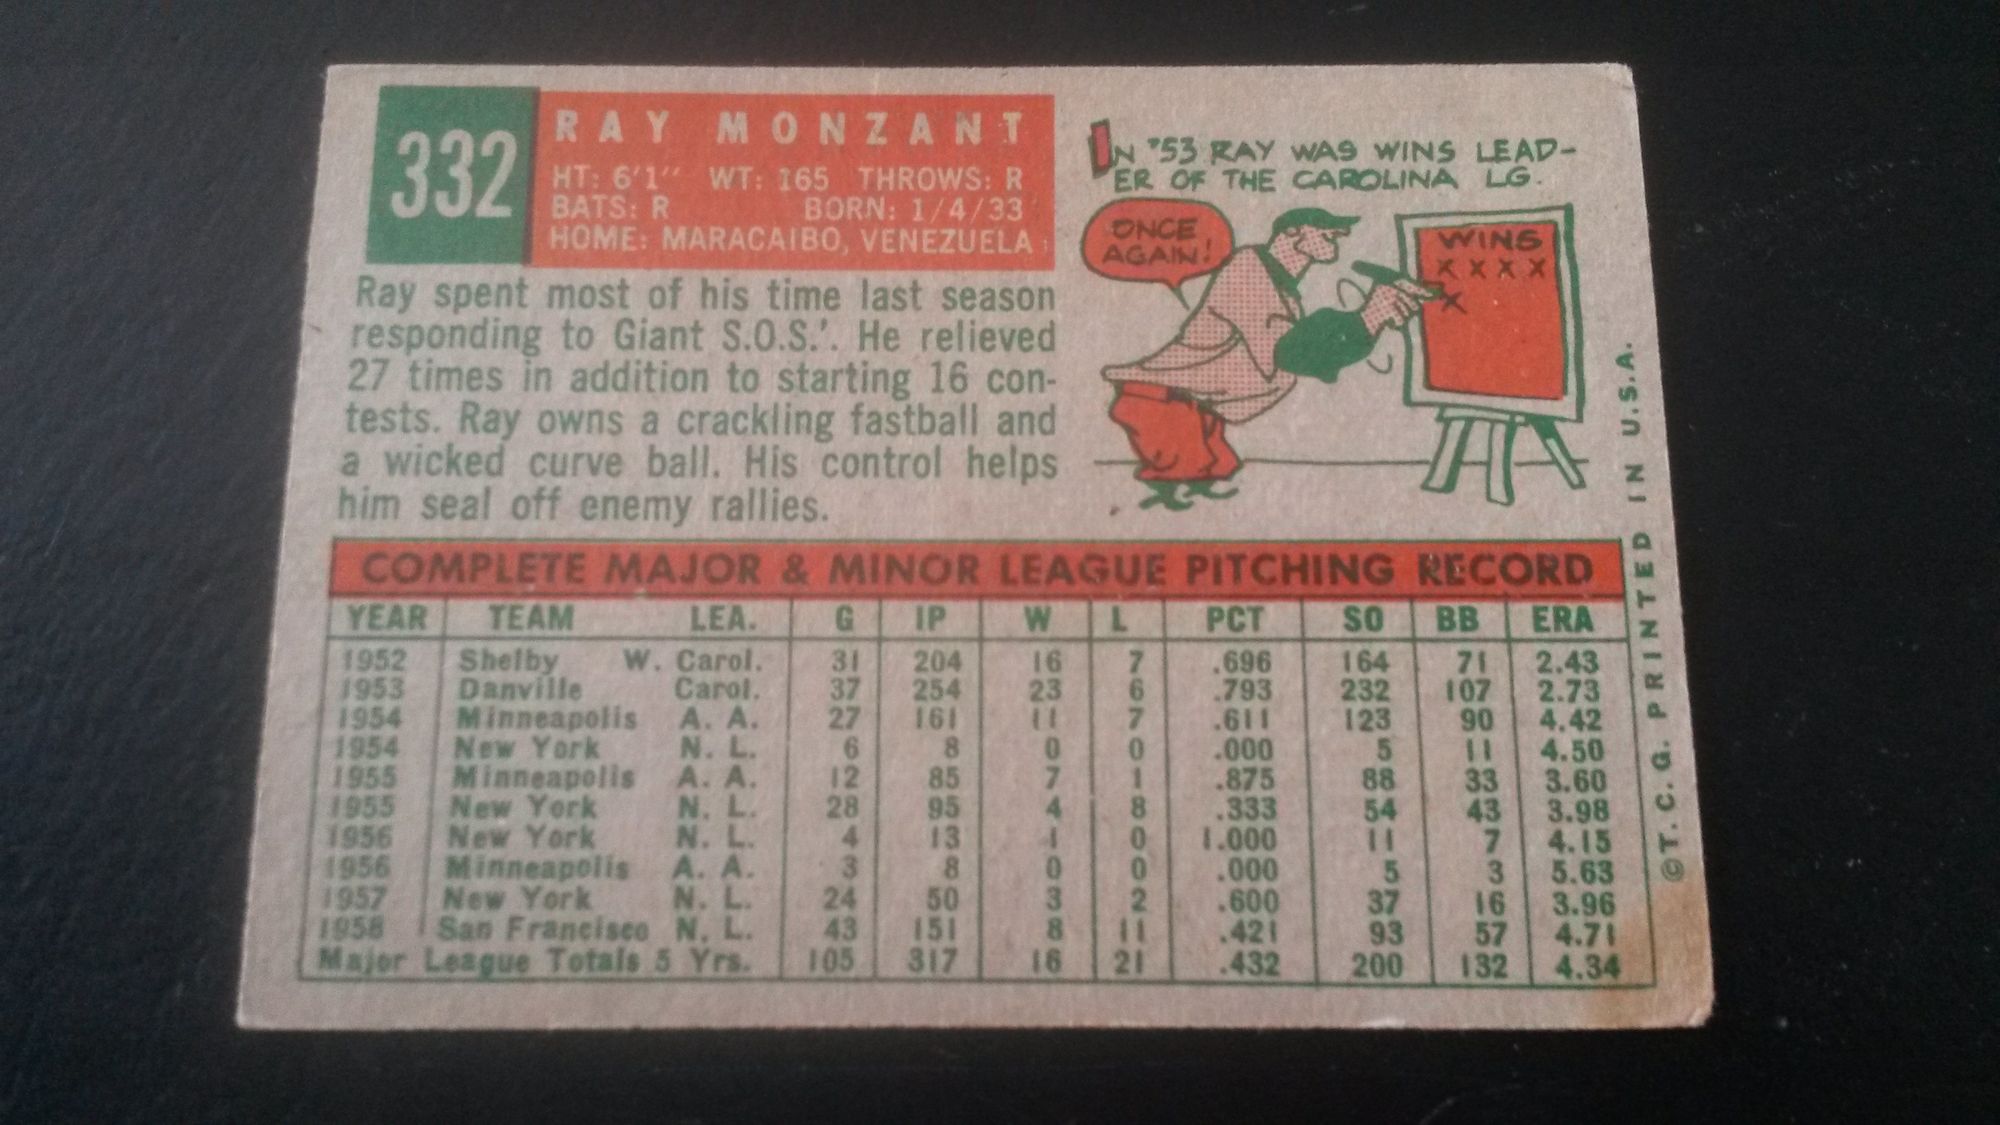 332
RAY MONZANT
HT: 6'1" WT: 165 THROWS: R
BATS: R BORN: 1/4/33
HOME: MARACAIBO, VENEZUELA
Ray spent most of his time last season
responding to Giant S.O.S.'. He relieved
27 times in addition to starting 16 con-
tests. Ray owns a crackling fastball and
a wicked curve ball. His control helps
him seal off enemy rallies.
IN '53 RAY WAS WINS LEAD-
ER OF THE CAROLINA LG.
ONCE
AGAIN!
WINS
X X X X
X
COMPLETE MAJOR & MINOR LEAGUE PITCHING RECORD
YEAR TEAM LEA. G IP W L PCT SO BB ERA
1952 Shelby W. Carol. 31 204 16 7 .696 164 71 2.43
1953 Danville Carol. 37 254 23 6 .793 232 107 2.73
1954 Minneapolis A. A. 27 161 11 7 .611 123 90 4.42
1954 New York N. L. 6 8 0 0 .000 5 11 4.50
1955 Minneapolis A. A. 12 85 7 1 .875 88 33 3.60
1955 New York N. L. 28 95 4 8 .333 54 43 3.98
1956 New York N. L. 4 13 1 0 1.000 11 7 4.15
1956 Minneapolis A. A. 3 8 0 0 .000 5 3 5.63
1957 New York N. L. 24 50 3 2 .600 37 16 3.96
1958 San Francisco N. L. 43 151 8 11 .421 93 57 4.71
Major League Totals 5 Yrs. 105 317 16 21 .432 200 132 4.34
©T. C. G. PRINTED IN U.S.A.